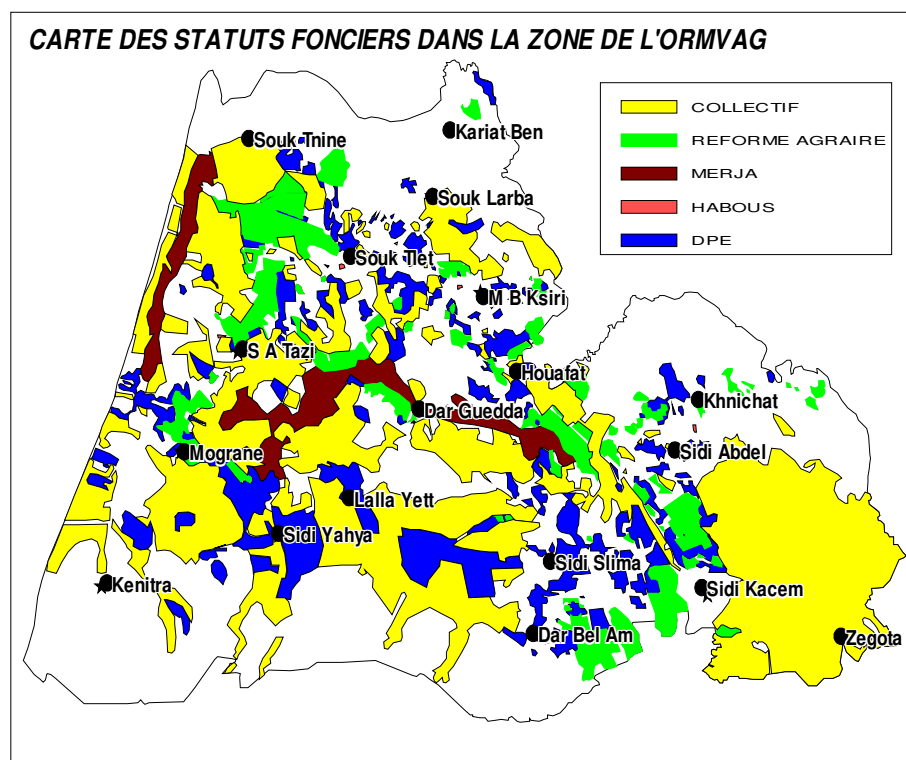 CARTE DES STATUTS FONCIERS DANS LA ZONE DE L'ORMVAG
COLLECTIF
REFORME AGRAIRE
MERJA
HABOUS
DPE
Kariat Ben
Souk Tnine
Souk Larba
Souk Tlet
M B Ksiri
S A Tazi
Houafat
Khnichat
Dar Guedda
Mograne
Sidi Abdel
Lalla Yett
Sidi Yahya
Sidi Slima
Kenitra
Sidi Kacem
Dar Bel Am
Zegota